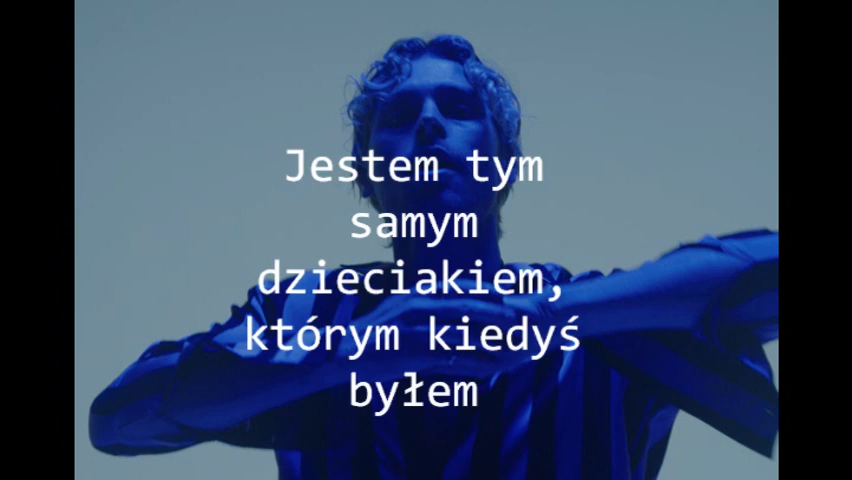 Jestem tym
samym
dzieciakiem,
którym kiedyś
byłem